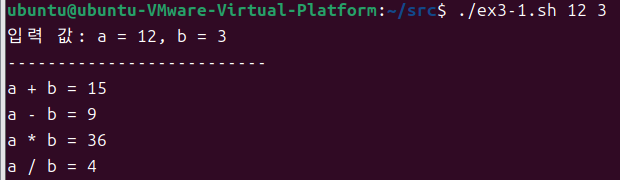 ubuntu@ubuntu-VMware-Virtual-Platform:~/src$ ./ex3-1.sh 12 3
입력 값: a = 12, b = 3
--------------------------
a + b = 15
a - b = 9
a * b = 36
a / b = 4